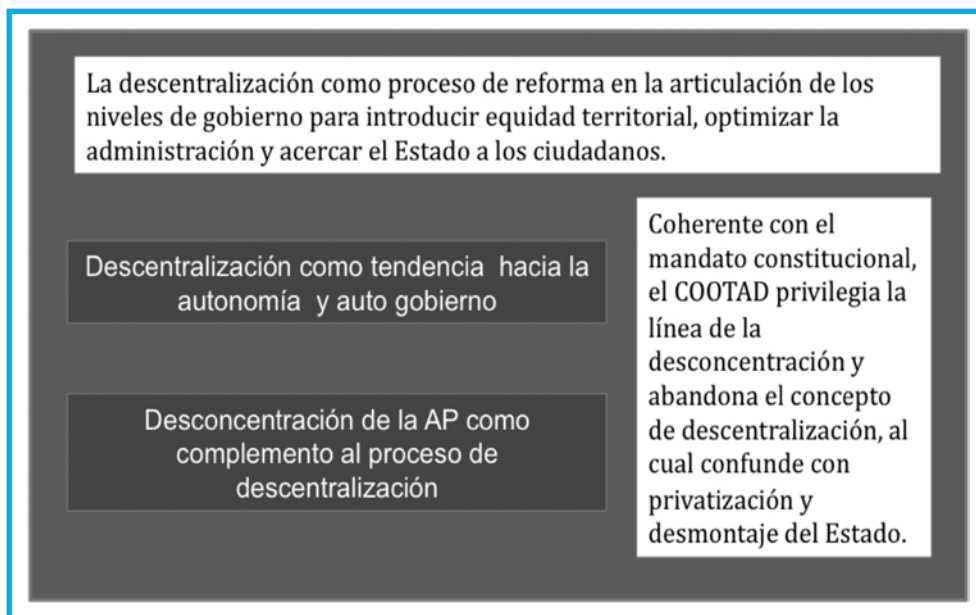 La descentralización como proceso de reforma en la articulación de los
niveles de gobierno para introducir equidad territorial, optimizar la
administración y acercar el Estado a los ciudadanos.
Descentralización como tendencia hacia la
autonomía y auto gobierno
Desconcentración de la AP como
complemento al proceso de
descentralización
Coherente con el
mandato constitucional,
el COOTAD privilegia la
línea de la
desconcentración y
abandona el concepto
de descentralización, al
cual confunde con
privatización y
desmontaje del Estado.